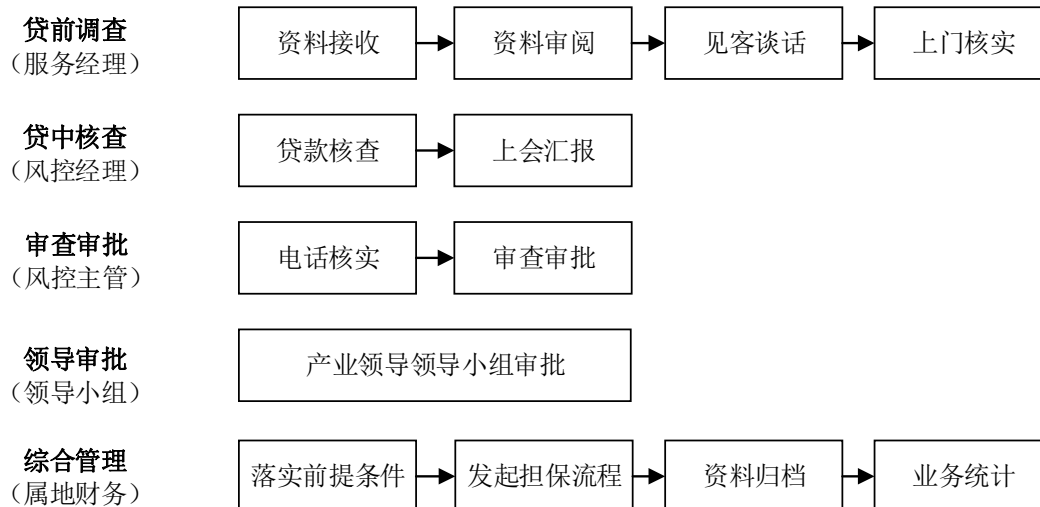 贷前调查
（服务经理）
资料接收
资料审阅
见客谈话
上门核实
贷中核查
（风控经理）
贷款核查
上会汇报
审查审批
（风控主管）
电话核实
审查审批
领导审批
（领导小组）
产业领导领导小组审批
综合管理
（属地财务）
落实前提条件
发起担保流程
资料归档
业务统计